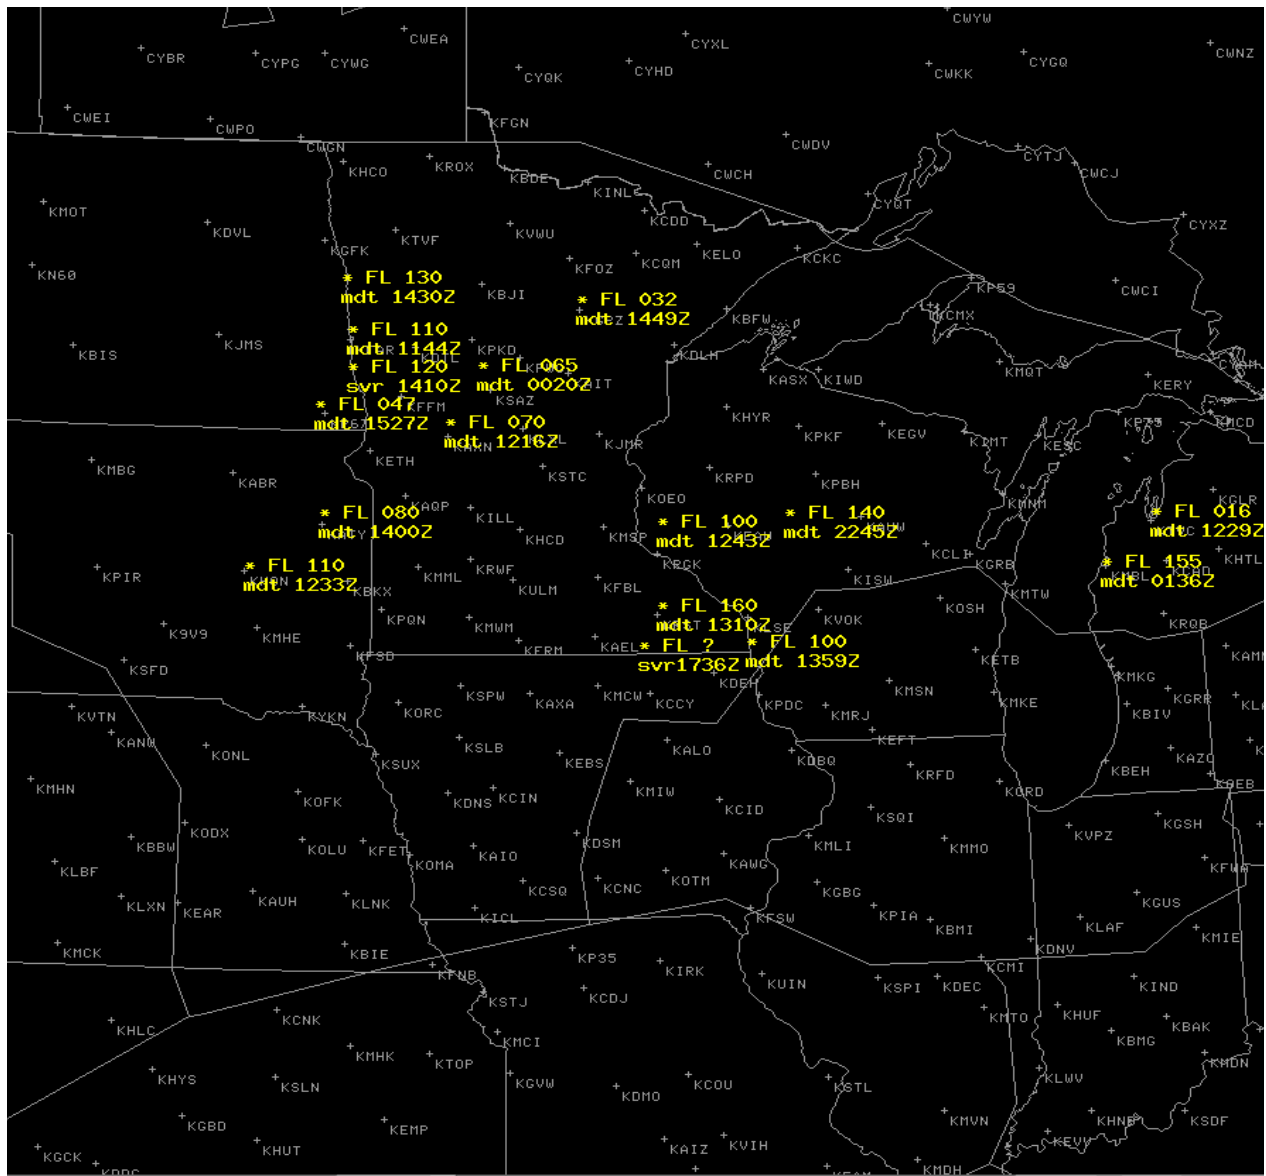 CWYW
CWEA
CYXL
CWNZ
CYBR
CYPG
CYWG
CYGQ
CYHD
CWKK
CYQK
CWEI
KFGN
CWPO
CWDV
CWGN
CYTJ
KROX
KHCO
CWCH
CWCJ
KBDE
KINL
CYQT
KMOT
KCDD
CYXZ
KDVL
KVWU
KTVF
KGFK
KELO
KCKC
KCQM
KFOZ
KN60
* FL 130
mdt 1430Z
KBJI
KP59
CWCI
* FL 032
mdt 1449Z
KBFW
KCMX
* FL 110
mdt 1144Z
KJMS
KBIS
KPKD
KDLH
* FL 120
svr 1410Z
* FL 065
mdt 0020Z
KASX
KIWD
KMQT
KERY
KSAZ
* FL 047
mdt 1527Z
KFFM
KHYR
KMCD
* FL 070
mdt 1216Z
KJMR
KPKF
KEGV
KIMT
KESC
KETH
KMBG
KABR
KSTC
KRPD
KPBH
KOEO
KMNM
KGLR
KAQP
KILL
* FL 080
mdt 1400Z
* FL 100
mdt 1243Z
* FL 140
mdt 2245Z
* FL 016
mdt 1229Z
KHCD
KMSP
KCLI
KGRB
KHTL
* FL 110
mdt 1233Z
KPIR
KMML
KRWF
KRGK
KISW
* FL 155
mdt 0136Z
KBKX
KULM
KFBL
KMTW
* FL 160
mdt 1310Z
KOSH
KPQN
KVOK
KRQB
K9V9
KMHE
KMWM
KLSE
* FL ?
svr1736Z
* FL 100
mdt 1359Z
KFSD
KFRM
KAEL
KSFD
KETB
KMKG
KDEH
KSPW
KAXA
KMCW
KCCY
KMSN
KGRR
KVTN
KYKN
KORC
KPDC
KMRJ
KMKE
KBIV
KANW
KONL
KSLB
KALO
KEFT
KSUX
KEBS
KDBQ
KAZO
KMHN
KRFD
KBEH
KOFK
KDNS
KCIN
KMIW
KCID
KORD
KOEB
KSQI
KGSH
KODX
KVPZ
KBBW
KOLU
KFET
KDSM
KMLI
KMMO
KOMA
KAIO
KAWG
KFWA
KLBF
KOTM
KCSQ
KCNC
KGBG
KLXN
KEAR
KAUH
KLNK
KGUS
KICL
KFSW
KPIA
KBMI
KLAF
KMIE
KMCK
KBIE
KP35
KDNV
KFNB
KIRK
KCMI
KUIN
KSPI
KDEC
KIND
KSTJ
KCDJ
KCNK
KMTO
KHUF
KHLC
KBAK
KMCI
KBMG
KMHK
KTOP
KMDN
KHYS
KSLN
KGVW
KCOU
KSTL
KLWV
KDMO
KGBD
KEMP
KMVN
KSDF
KGCK
KHUT
KAIZ
KVIH
KMDH